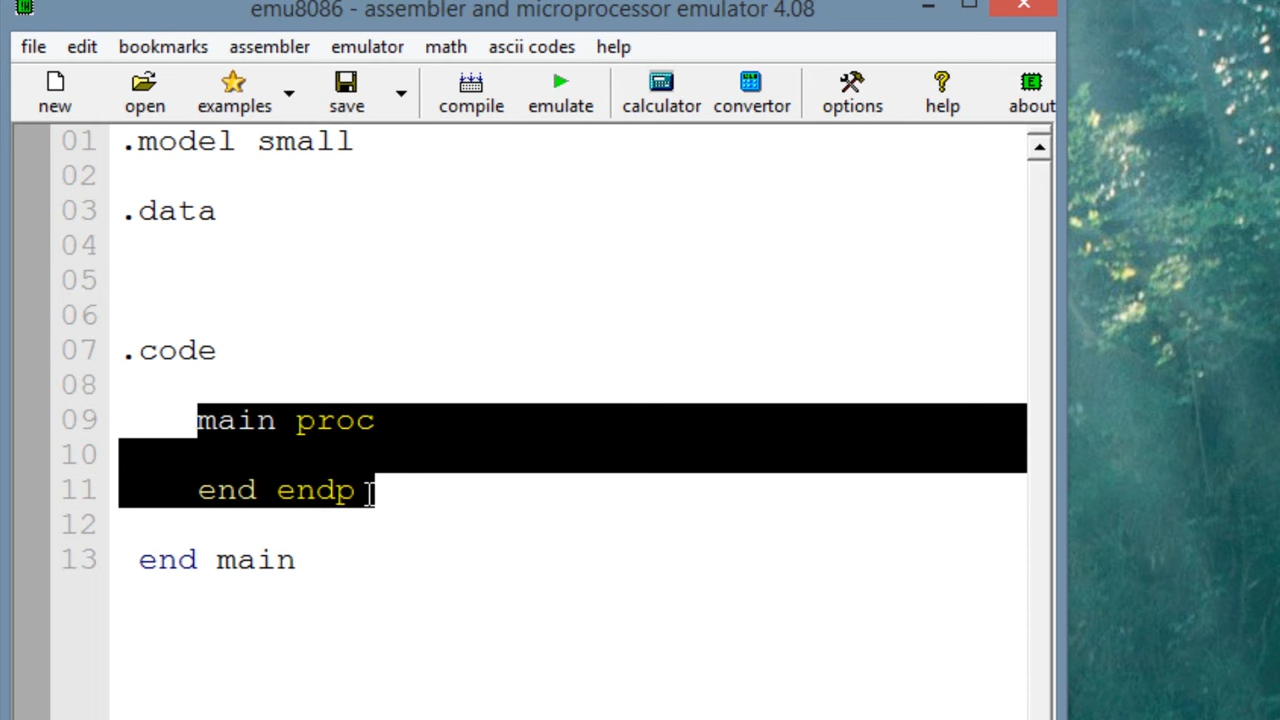 emu8086 - assembler and microprocessor emulator 4.08
file edit bookmarks assembler emulator math ascii codes help
new open examples save compile emulate calculator convertor options help about
01 .model small
02
03 .data
04
05
06
07 .code
08
09 main proc
10
11 end endp
12
13 end main